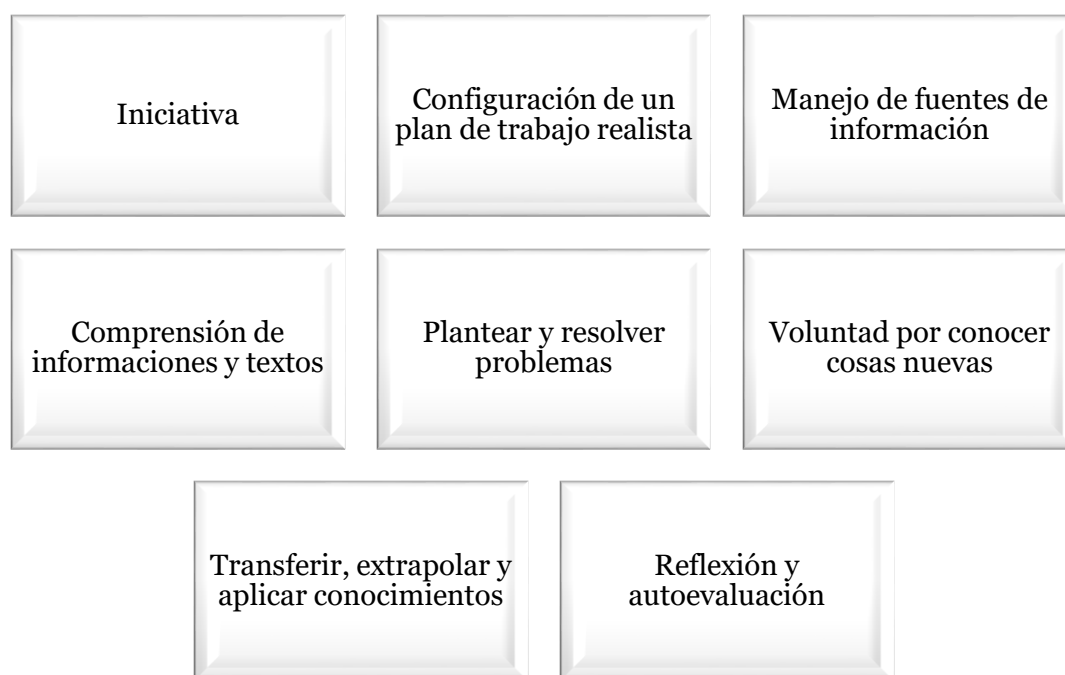 Iniciativa
Configuración de un
plan de trabajo realista
Manejo de fuentes de
información
Comprensión de
informaciones y textos
Plantear y resolver
problemas
Voluntad por conocer
cosas nuevas
Transferir, extrapolar y
aplicar conocimientos
Reflexión y
autoevaluación